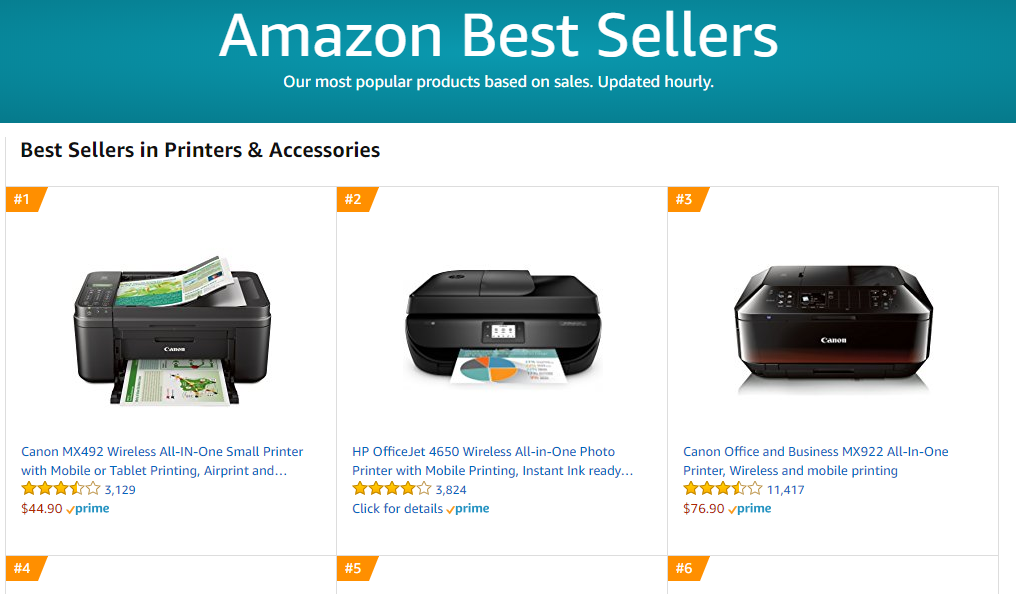 Amazon Best Sellers
Our most popular products based on sales. Updated hourly.
Best Sellers in Printers & Accessories
#1
#2
#3
Canon
Canon
Canon MX492 Wireless All-IN-One Small Printer
with Mobile or Tablet Printing, Airprint and…
3,129
$44.90 prime
HP OfficeJet 4650 Wireless All-in-One Photo
Printer with Mobile Printing, Instant Ink ready…
3,824
Click for details prime
Canon Office and Business MX922 All-In-One
Printer, Wireless and mobile printing
11,417
$76.90 prime
#4
#5
#6